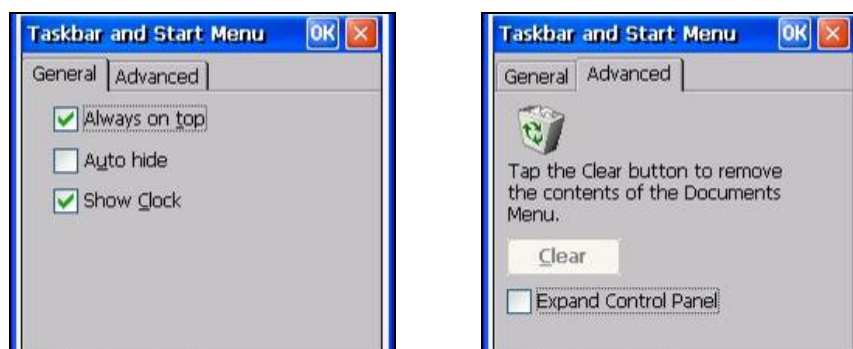 Taskbar and Start Menu OK
General Advanced
Always on top
Auto hide
Show Clock
Taskbar and Start Menu OK
General Advanced
Tap the Clear button to remove
the contents of the Documents
Menu.
Clear
Expand Control Panel